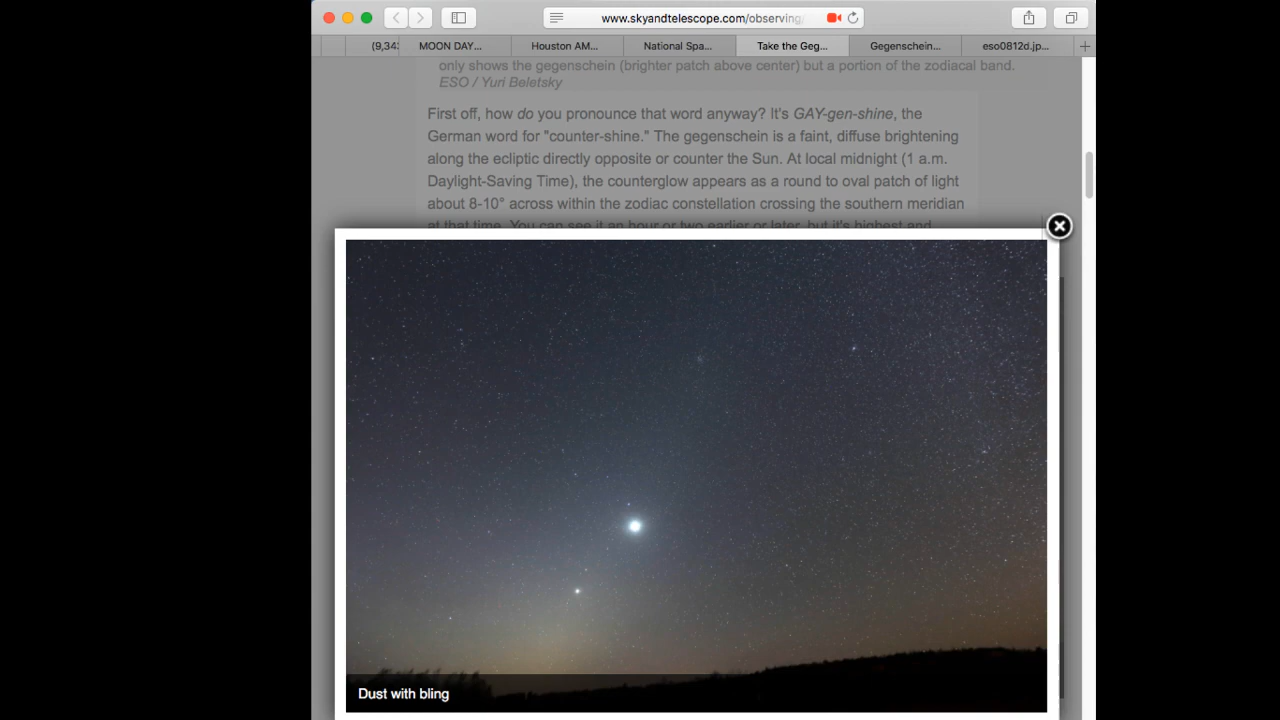 www.skyandtelescope.com/observing/
(9,34
MOON DAY...
Houston AM...
National Spa...
Take the Geg...
Gegenschein...
eso0812d.jp...
only shows the gegenschein (brighter patch above center) but a portion of the zodiacal band.
ESO / Yuri Beletsky
First off, how do you pronounce that word anyway? It's GAY-gen-shine, the
German word for "counter-shine." The gegenschein is a faint, diffuse brightening
along the ecliptic directly opposite or counter the Sun. At local midnight (1 a.m.
Daylight-Saving Time), the counterglow appears as a round to oval patch of light
about 8-10° across within the zodiac constellation crossing the southern meridian
at that time. You can see it an hour or two earlier or later, but it's highest and
Dust with bling